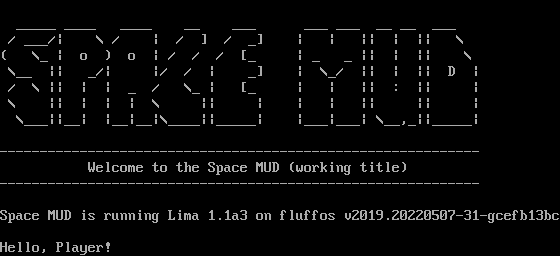 SPACE MUD
Welcome to the Space MUD (working title)
Space MUD is running Lima 1.1a3 on fluffos v2019.20220507-31-gcefb13bc
Hello, Player!